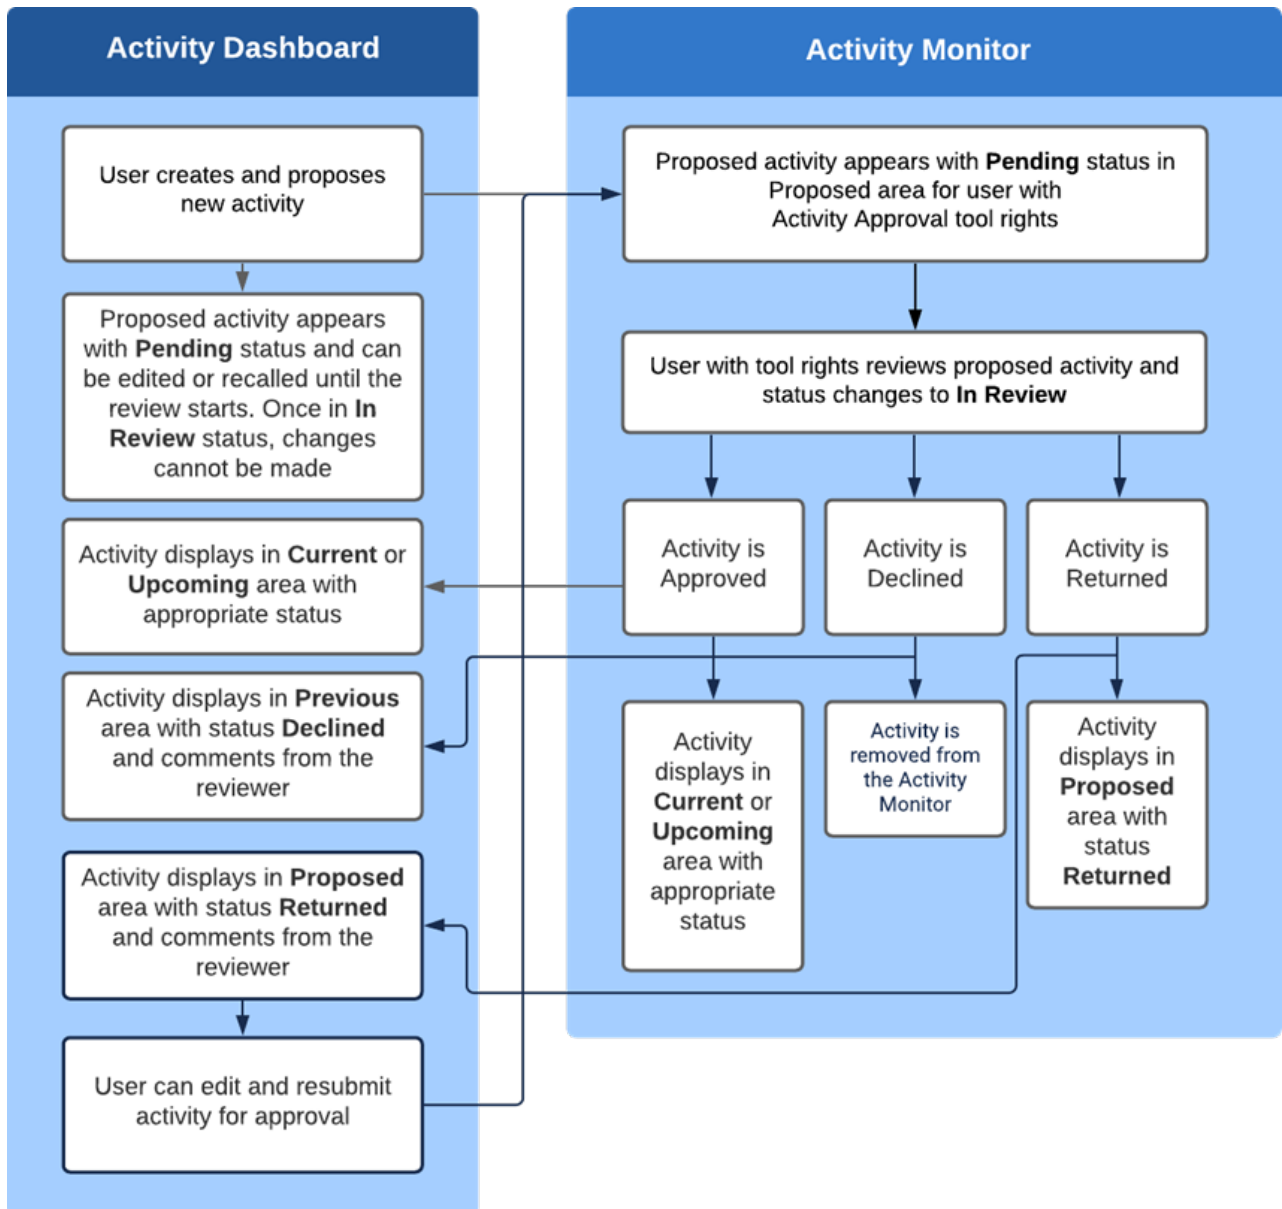 Activity Dashboard
User creates and proposes
new activity
Proposed activity appears
with Pending status and can
be edited or recalled until the
review starts. Once in In
Review status, changes
cannot be made
Activity displays in Current or
Upcoming area with
appropriate status
Activity displays in Previous
area with status Declined
and comments from the
reviewer
Activity displays in Proposed
area with status Returned
and comments from the
reviewer
User can edit and resubmit
activity for approval
Activity Monitor
Proposed activity appears with Pending status in
Proposed area for user with
Activity Approval tool rights
User with tool rights reviews proposed activity and
status changes to In Review
Activity is
Approved
Activity is
Declined
Activity is
Returned
Activity
displays in
Current or
Upcoming
area with
appropriate
status
Activity is
removed from
the Activity
Monitor
Activity
displays in
Proposed
area with
status
Returned